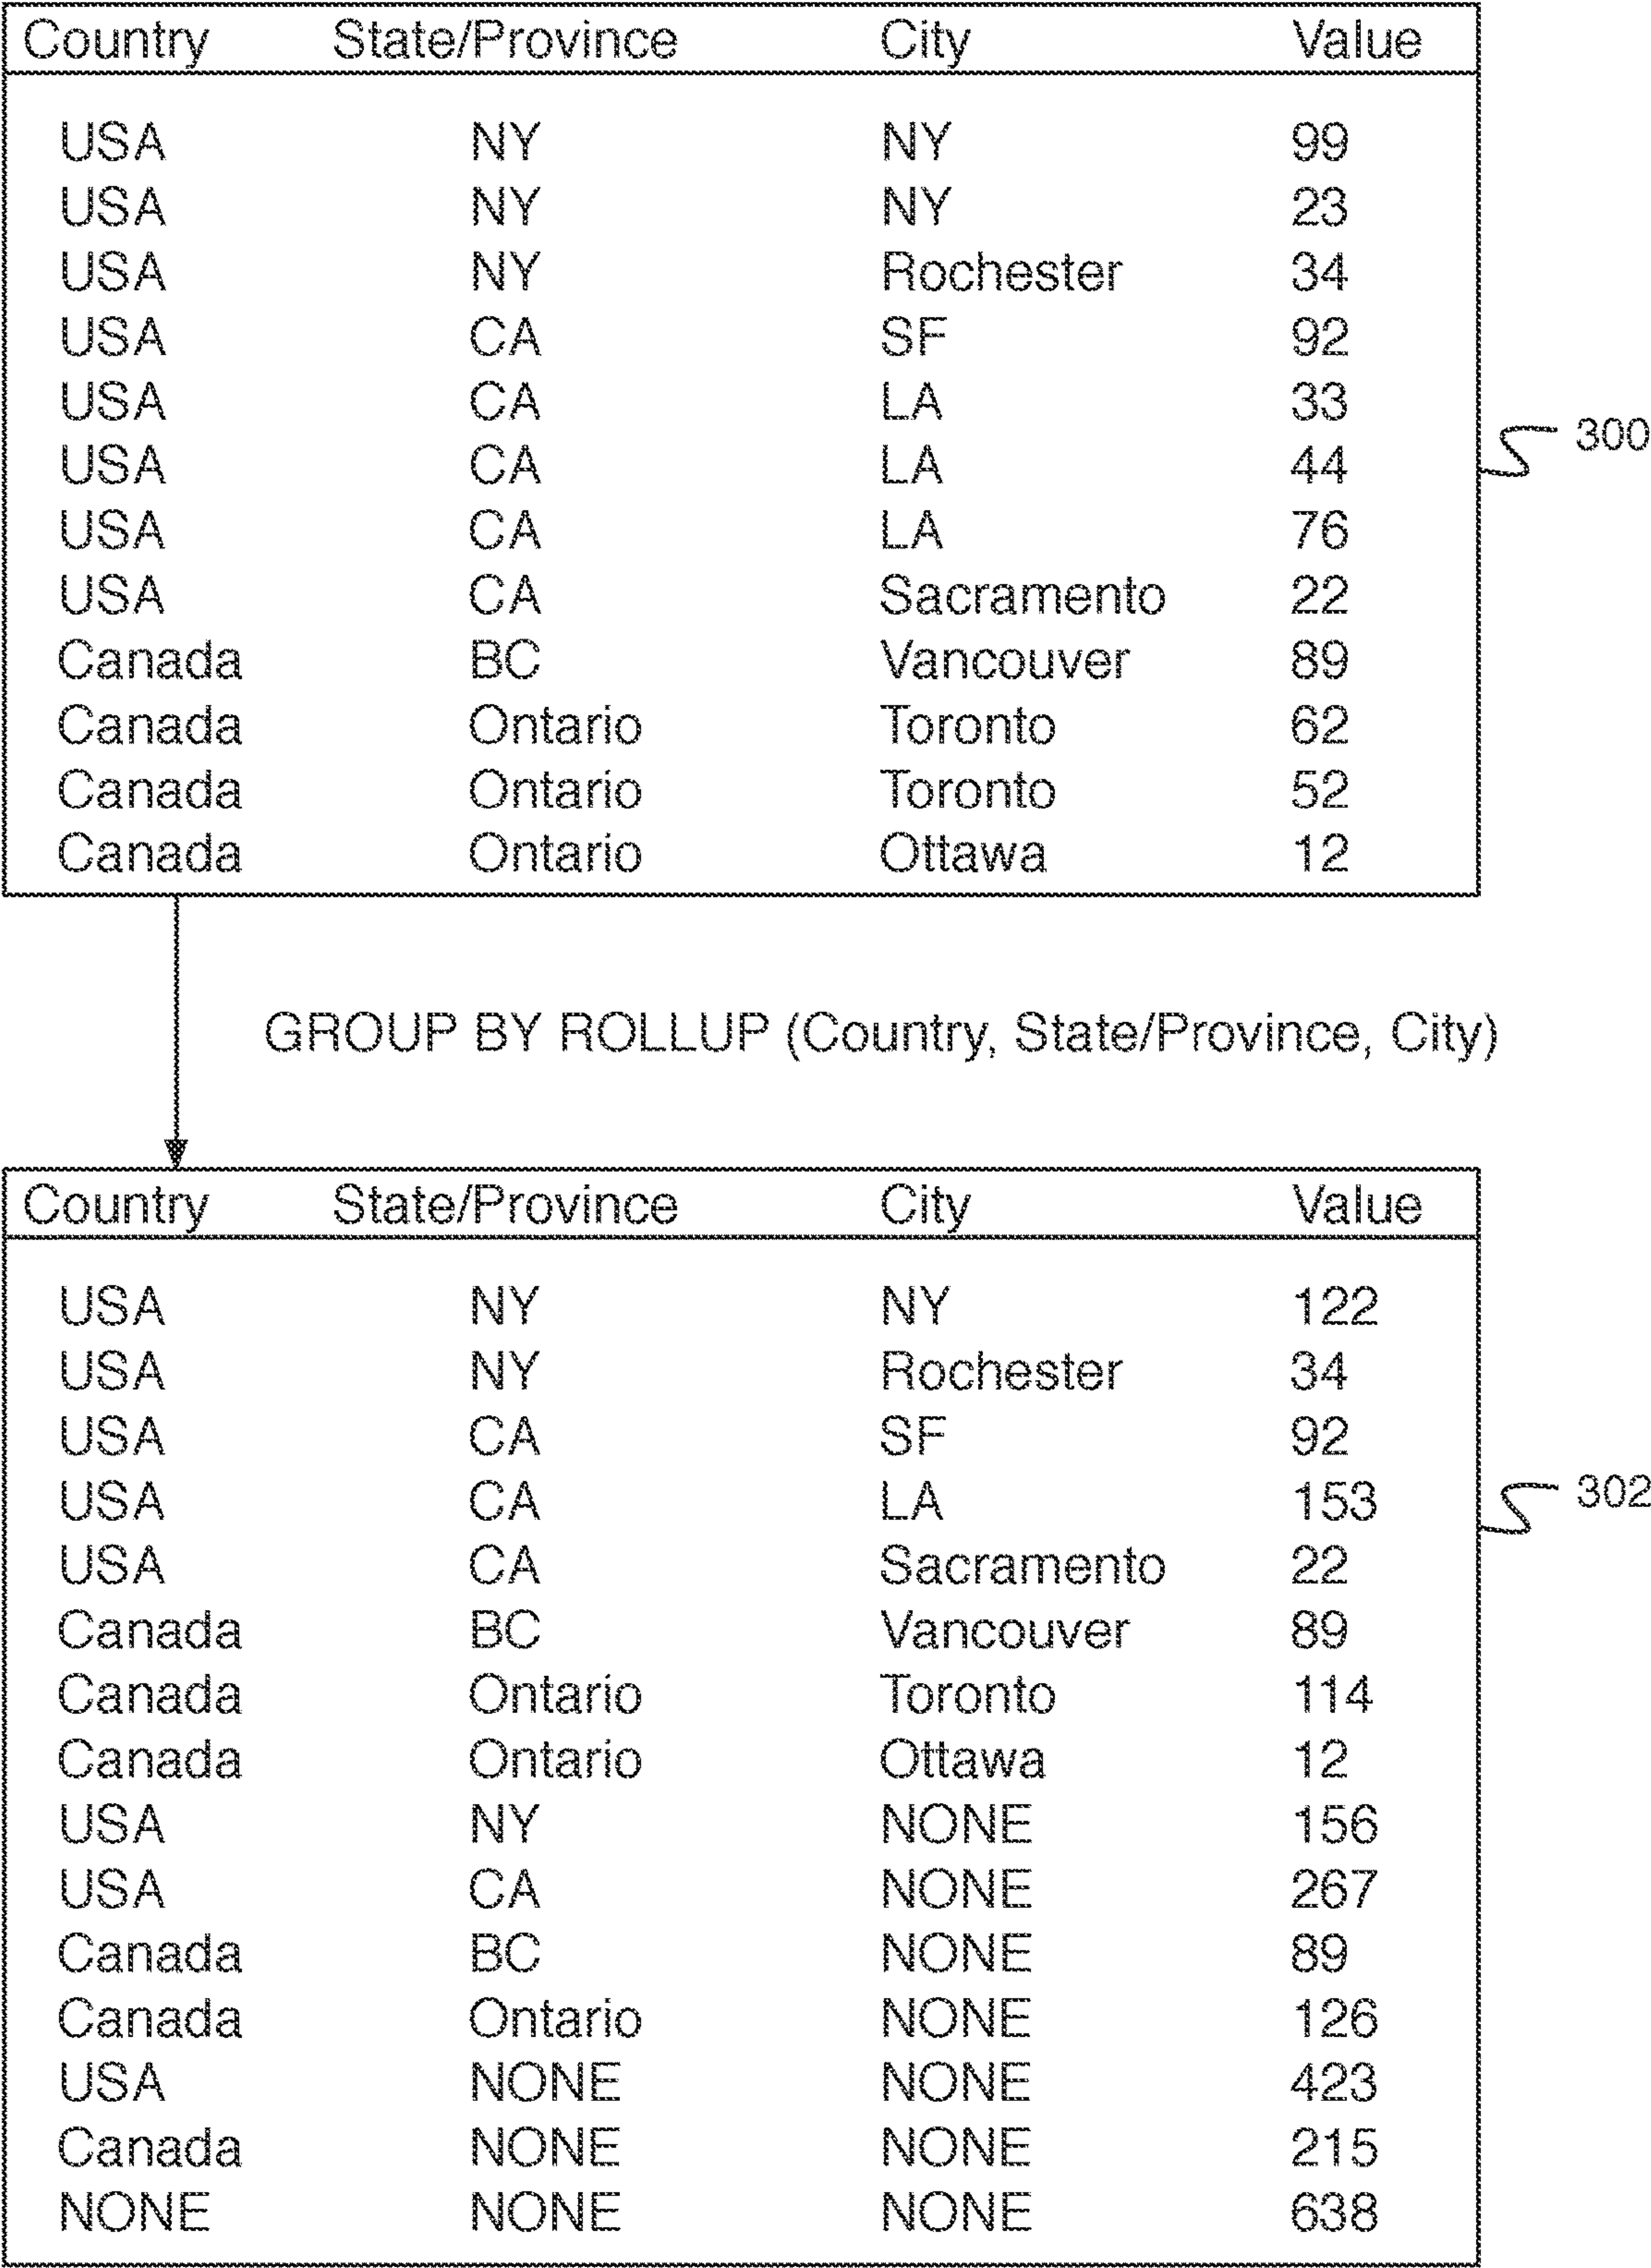 Country State/Province City Value
USA NY NY 99
USA NY NY 23
USA NY Rochester 34
USA CA SF 92
USA CA LA 33
300
USA CA LA 44
USA CA LA 76
USA CA Sacramento 22
Canada BC Vancouver 89
Canada Ontario Toronto 62
Canada Ontario Toronto 52
Canada Ontario Ottawa 12
GROUP BY ROLLUP (Country, State/Province, City)
Country State/Province City Value
USA NY NY 122
USA NY Rochester 34
USA CA SF 92
USA CA LA 153
302
USA CA Sacramento 22
Canada BC Vancouver 89
Canada Ontario Toronto 114
Canada Ontario Ottawa 12
USA NY NONE 156
USA CA NONE 267
Canada BC NONE 89
Canada Ontario NONE 126
USA NONE NONE 423
Canada NONE NONE 215
NONE NONE NONE 638